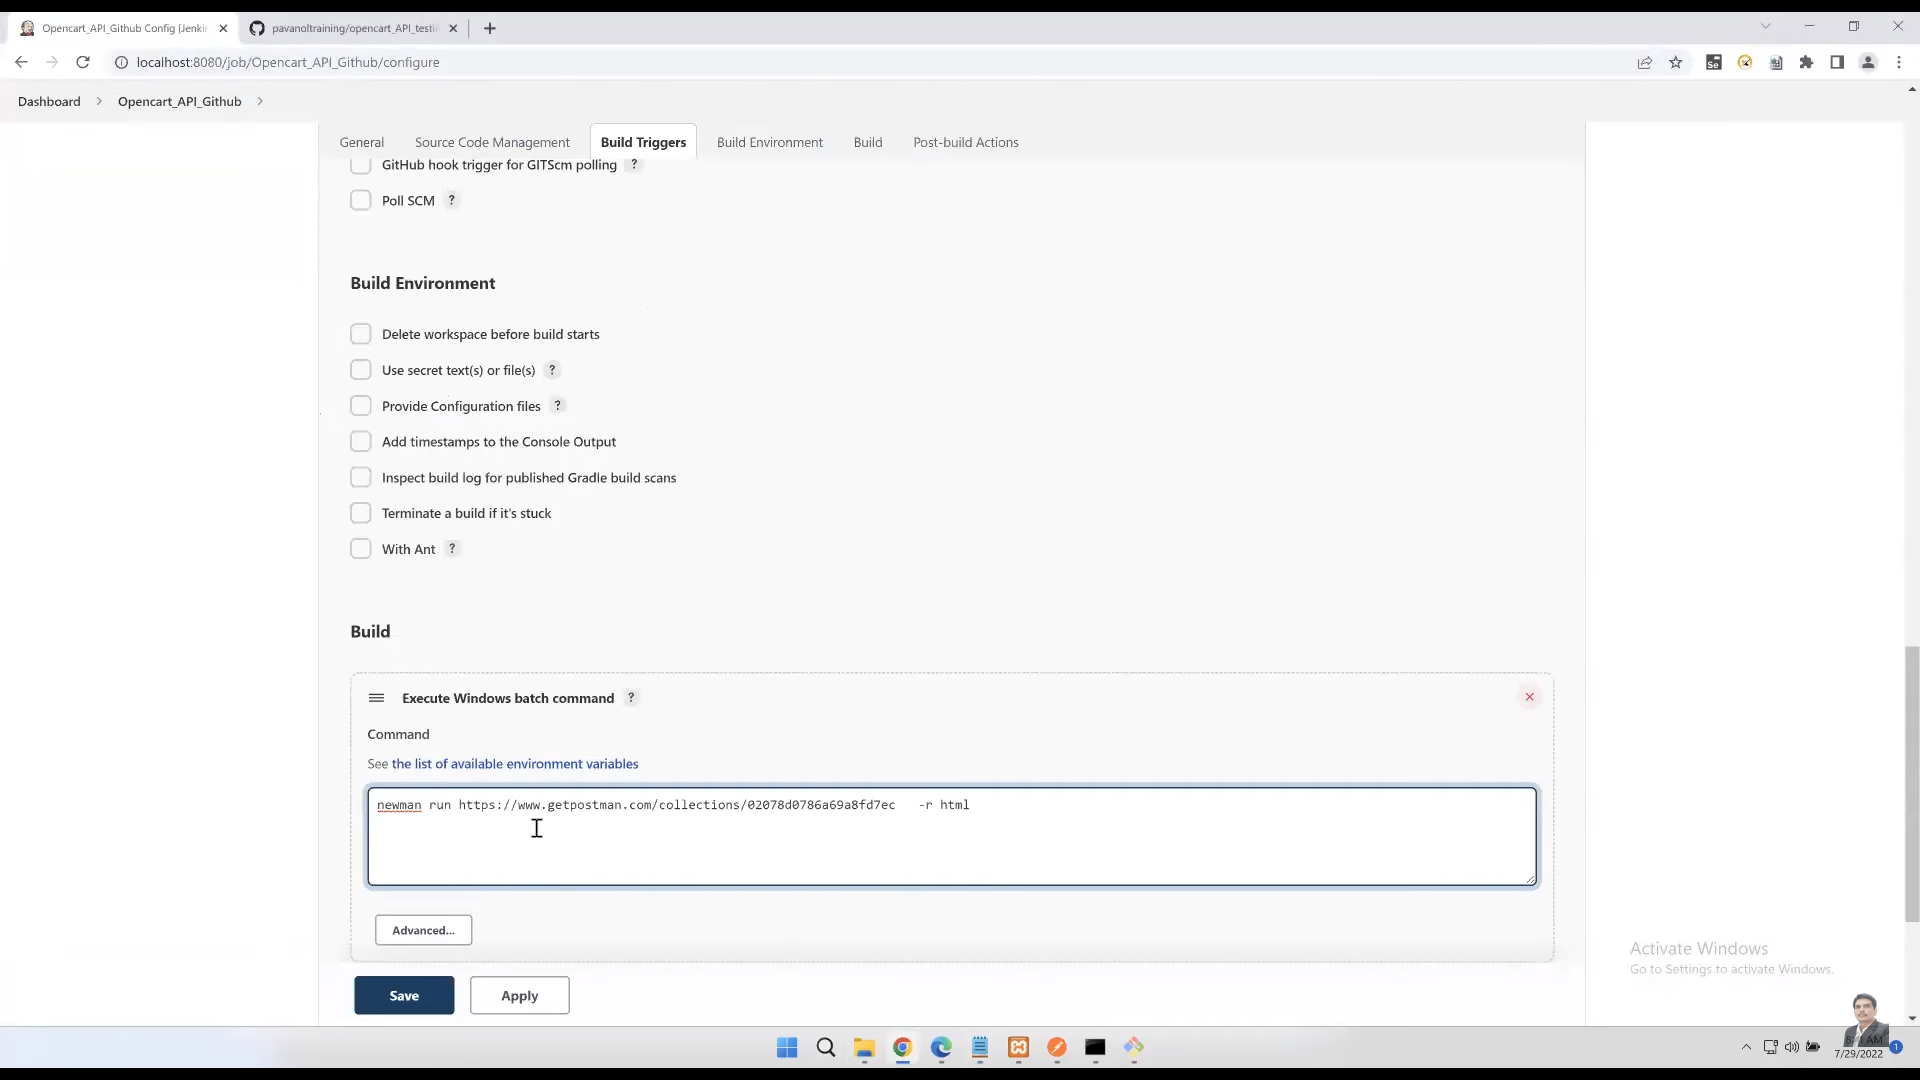 Opencart_API_Github Config [Jenki
pavanoltraining/opencart_API_testi
localhost:8080/job/Opencart_API_Github/configure
Dashboard > Opencart_API_Github >
General Source Code Management Build Triggers Build Environment Build Post-build Actions
GitHub hook trigger for GITScm polling ?
Poll SCM ?
Build Environment
Delete workspace before build starts
Use secret text(s) or file(s) ?
Provide Configuration files ?
Add timestamps to the Console Output
Inspect build log for published Gradle build scans
Terminate a build if it's stuck
With Ant ?
Build
Execute Windows batch command ?
Command
See the list of available environment variables
newman run https://www.getpostman.com/collections/02078d0786a69a8fd7ec   -r html
Advanced...
Activate Windows
Go to Settings to activate Windows.
Save Apply
7/29/2022
1